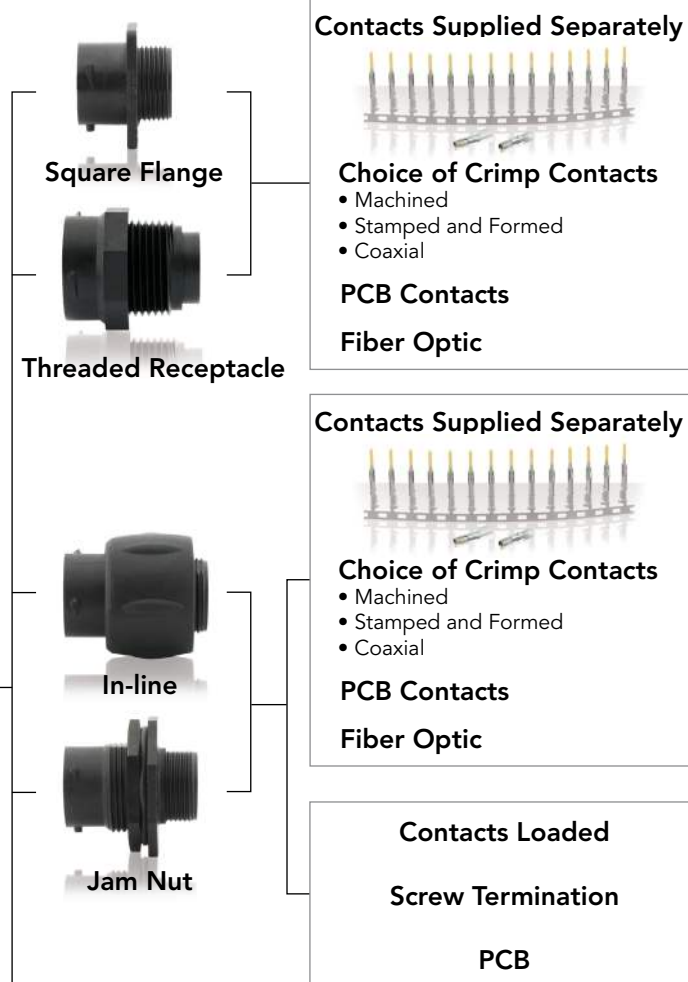 Square Flange
Threaded Receptacle
Contacts Supplied Separately
Choice of Crimp Contacts
• Machined
• Stamped and Formed
• Coaxial
PCB Contacts
Fiber Optic
In-line
Jam Nut
Contacts Supplied Separately
Choice of Crimp Contacts
• Machined
• Stamped and Formed
• Coaxial
PCB Contacts
Fiber Optic
Contacts Loaded
Screw Termination
PCB